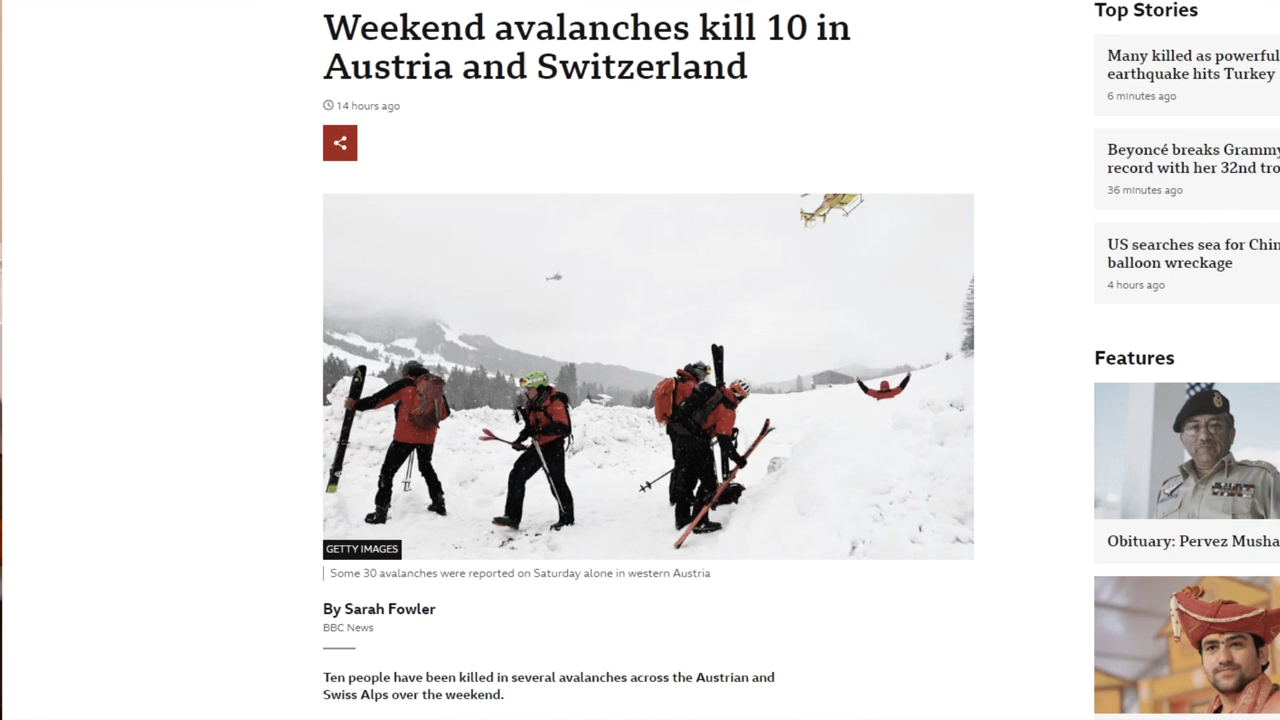 Weekend avalanches kill 10 in
Austria and Switzerland
14 hours ago
GETTY IMAGES
Some 30 avalanches were reported on Saturday alone in western Austria
By Sarah Fowler
BBC News
Ten people have been killed in several avalanches across the Austrian and
Swiss Alps over the weekend.
Top Stories
Many killed as powerful
earthquake hits Turkey
6 minutes ago
Beyoncé breaks Grammy
record with her 32nd tro
36 minutes ago
US searches sea for Chin
balloon wreckage
4 hours ago
Features
Obituary: Pervez Musha